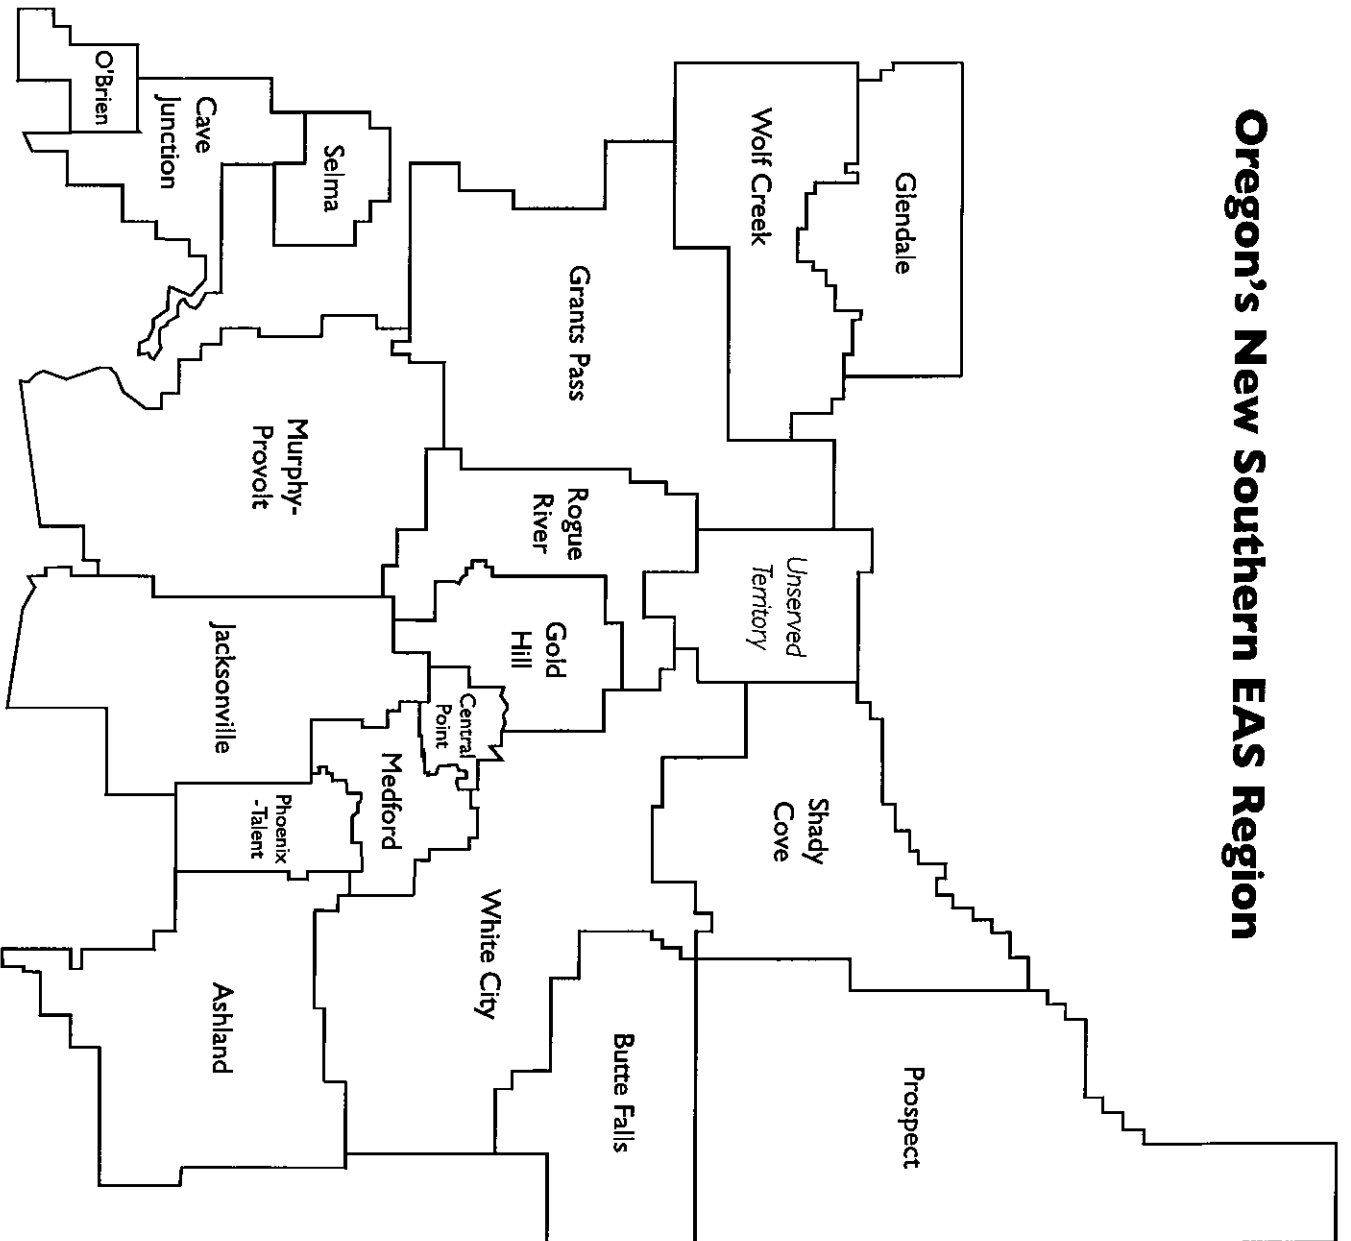 Oregon's New Southern EAS Region
Glendale
Wolf Creek
Grants Pass
Unserved
Territory
Shady
Cove
Prospect
Rogue
River
Gold
Hill
Central
Point
Medford
White City
Butte Falls
Selma
Cave
Junction
O'Brien
Murphy-
Provolt
Jacksonville
Phoenix
-Talent
Ashland